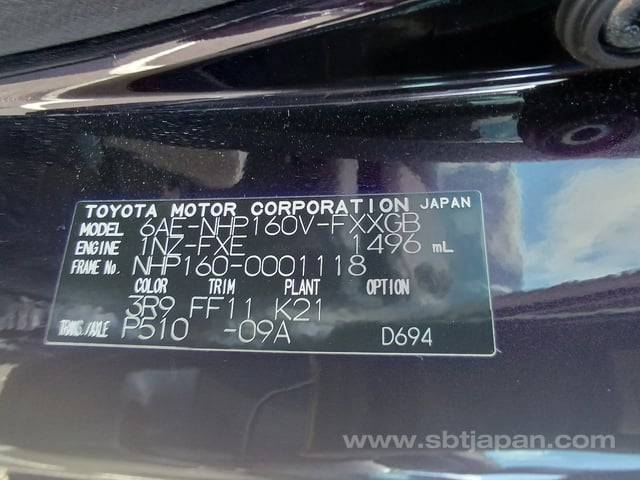 TOYOTA MOTOR CORPORATION JAPAN
MODEL 6AE-NHP160V-FXXGB
ENGINE 1NZ-FXE 1496 mL
FRAME No. NHP160-0001118
COLOR TRIM PLANT OPTION
3R9 FF11 K21
TRANS./AXLE P510 -09A D694
www.sbtjapan.com